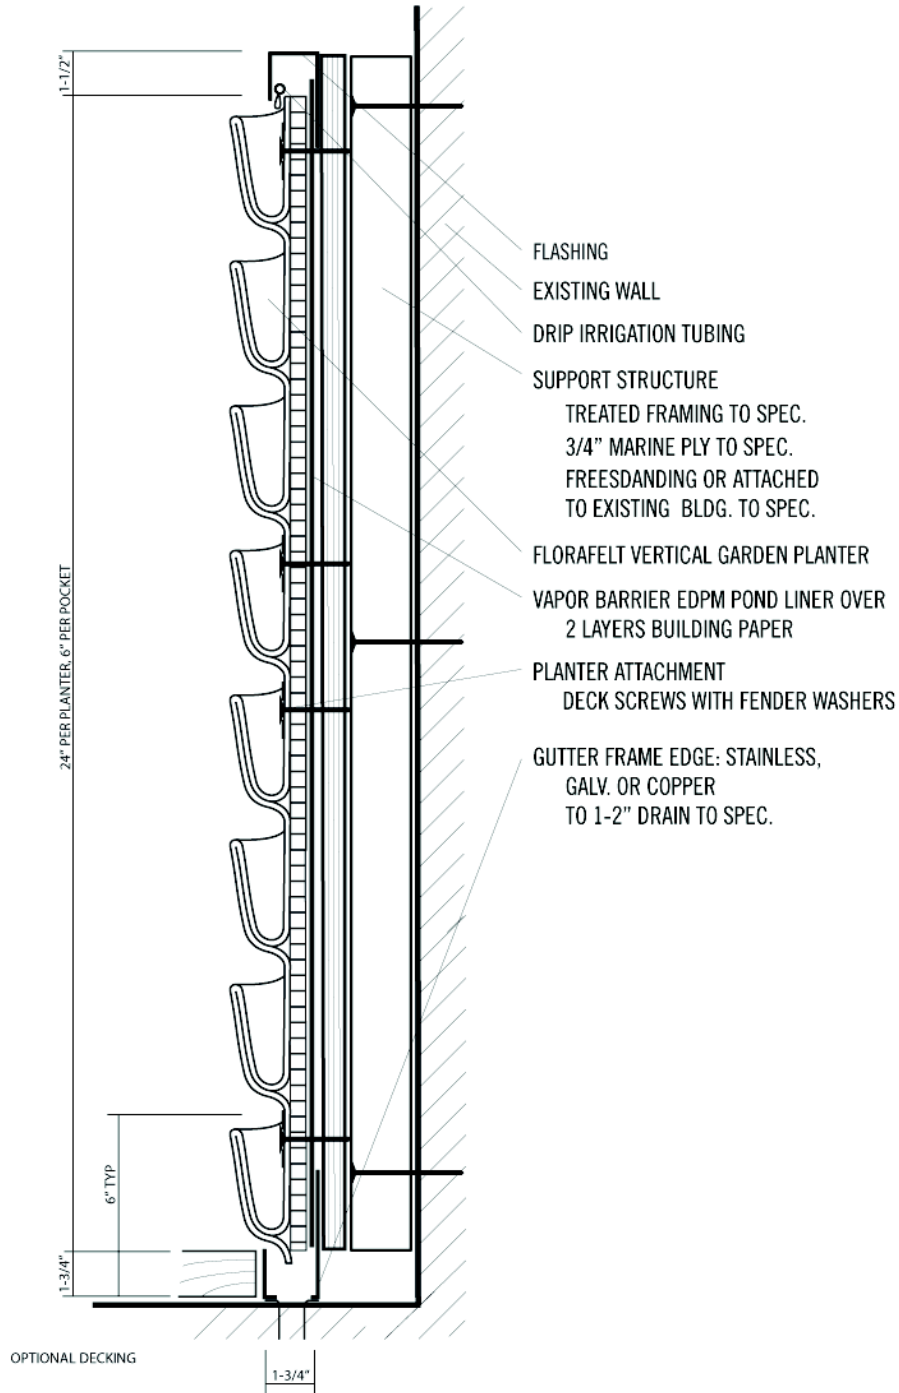 1-1/2"
FLASHING
EXISTING WALL
DRIP IRRIGATION TUBING
SUPPORT STRUCTURE
TREATED FRAMING TO SPEC.
3/4" MARINE PLY TO SPEC.
FREESDANDING OR ATTACHED
TO EXISTING BLDG. TO SPEC.
FLORAFELT VERTICAL GARDEN PLANTER
VAPOR BARRIER EDPM POND LINER OVER
2 LAYERS BUILDING PAPER
PLANTER ATTACHMENT
DECK SCREWS WITH FENDER WASHERS
GUTTER FRAME EDGE: STAINLESS,
GALV. OR COPPER
TO 1-2" DRAIN TO SPEC.
24" PER PLANTER, 6" PER POCKET
6" TYP
1-3/4"
OPTIONAL DECKING
1-3/4"